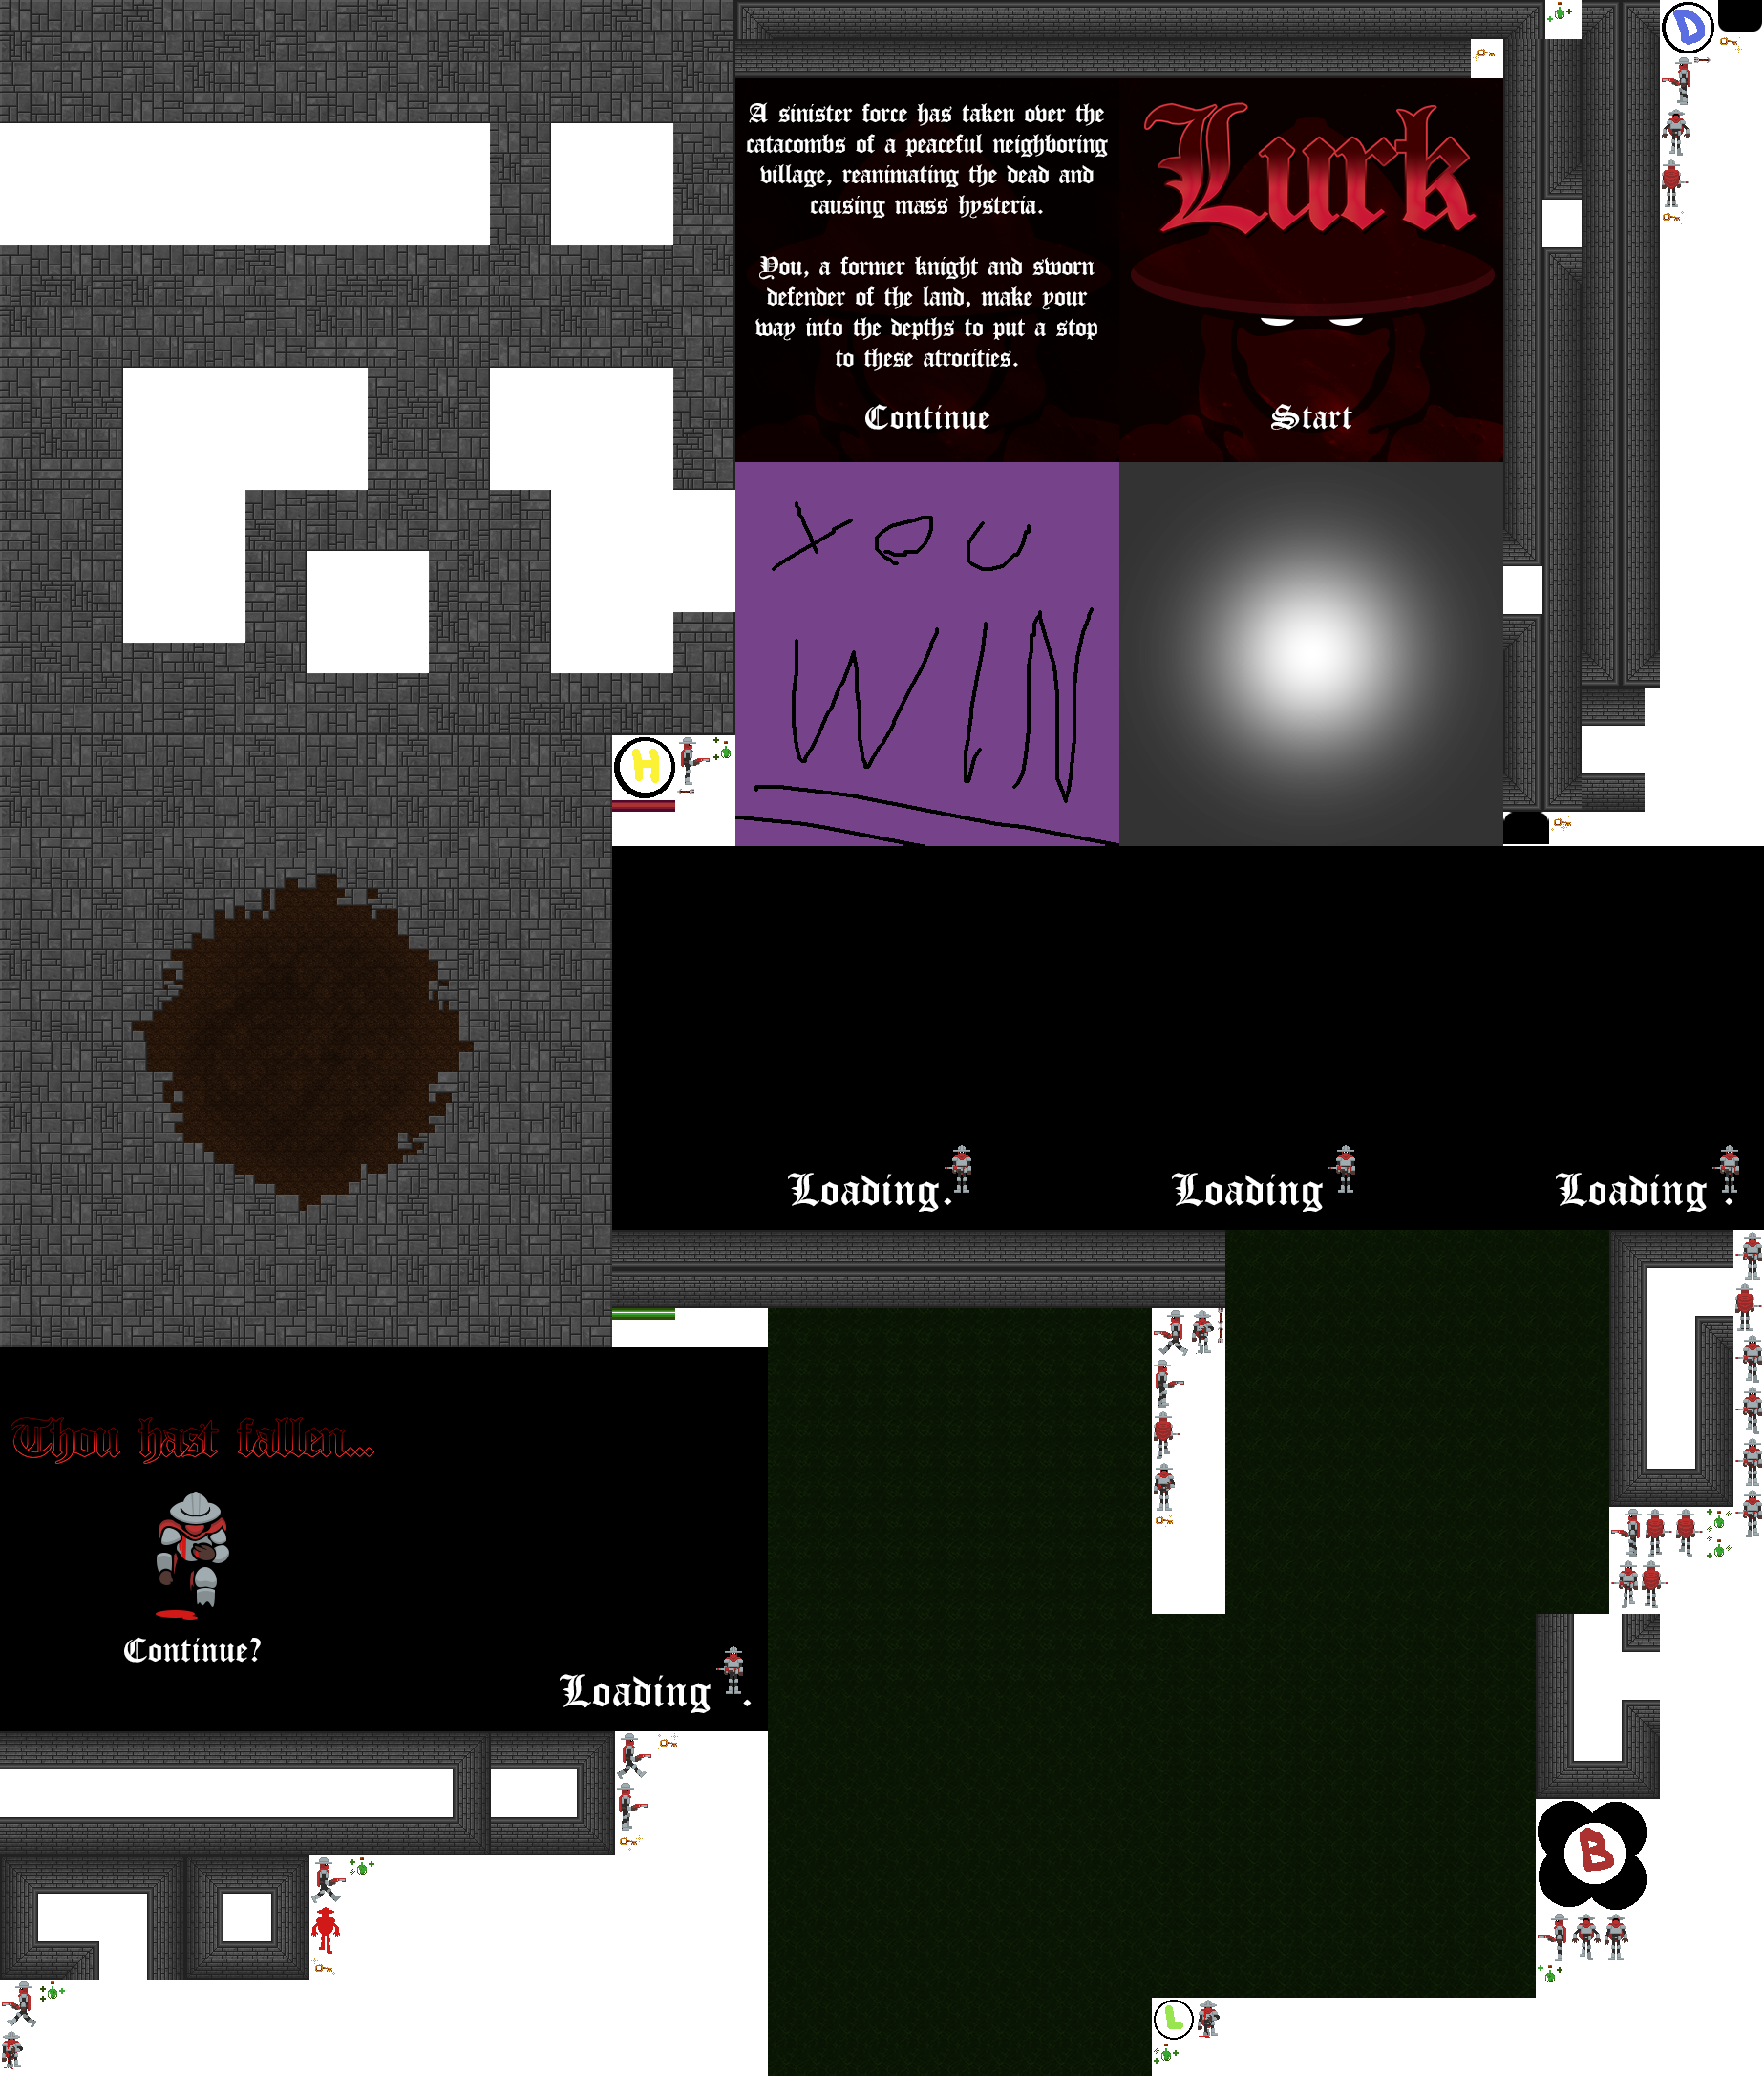 A sinister force has taken over the
catacombs of a peaceful neighboring
village, reanimating the dead and
causing mass hysteria.
You, a former knight and sworn
defender of the land, make your
way into the depths to put a stop
to these atrocities.
Continue
Lurk
Start
D
YOU
WIN
H
Loading.
Loading
Loading .
Thou hast fallen...
Continue?
Loading .
B
L